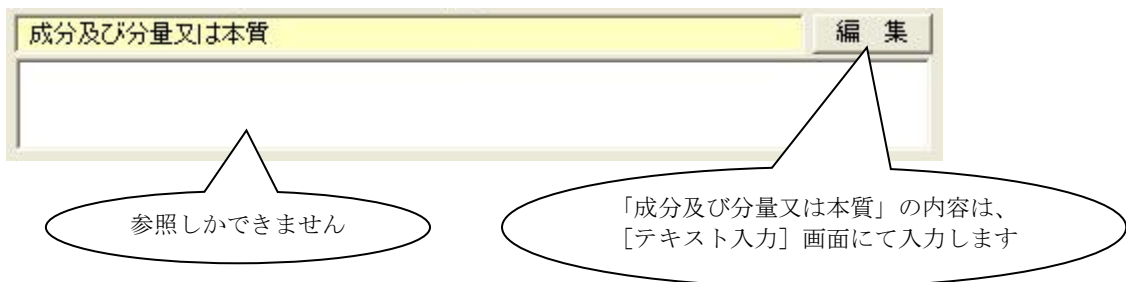 成分及び分量又は本質
編 集
参照しかできません
「成分及び分量又は本質」の内容は、
［テキスト入力］画面にて入力します